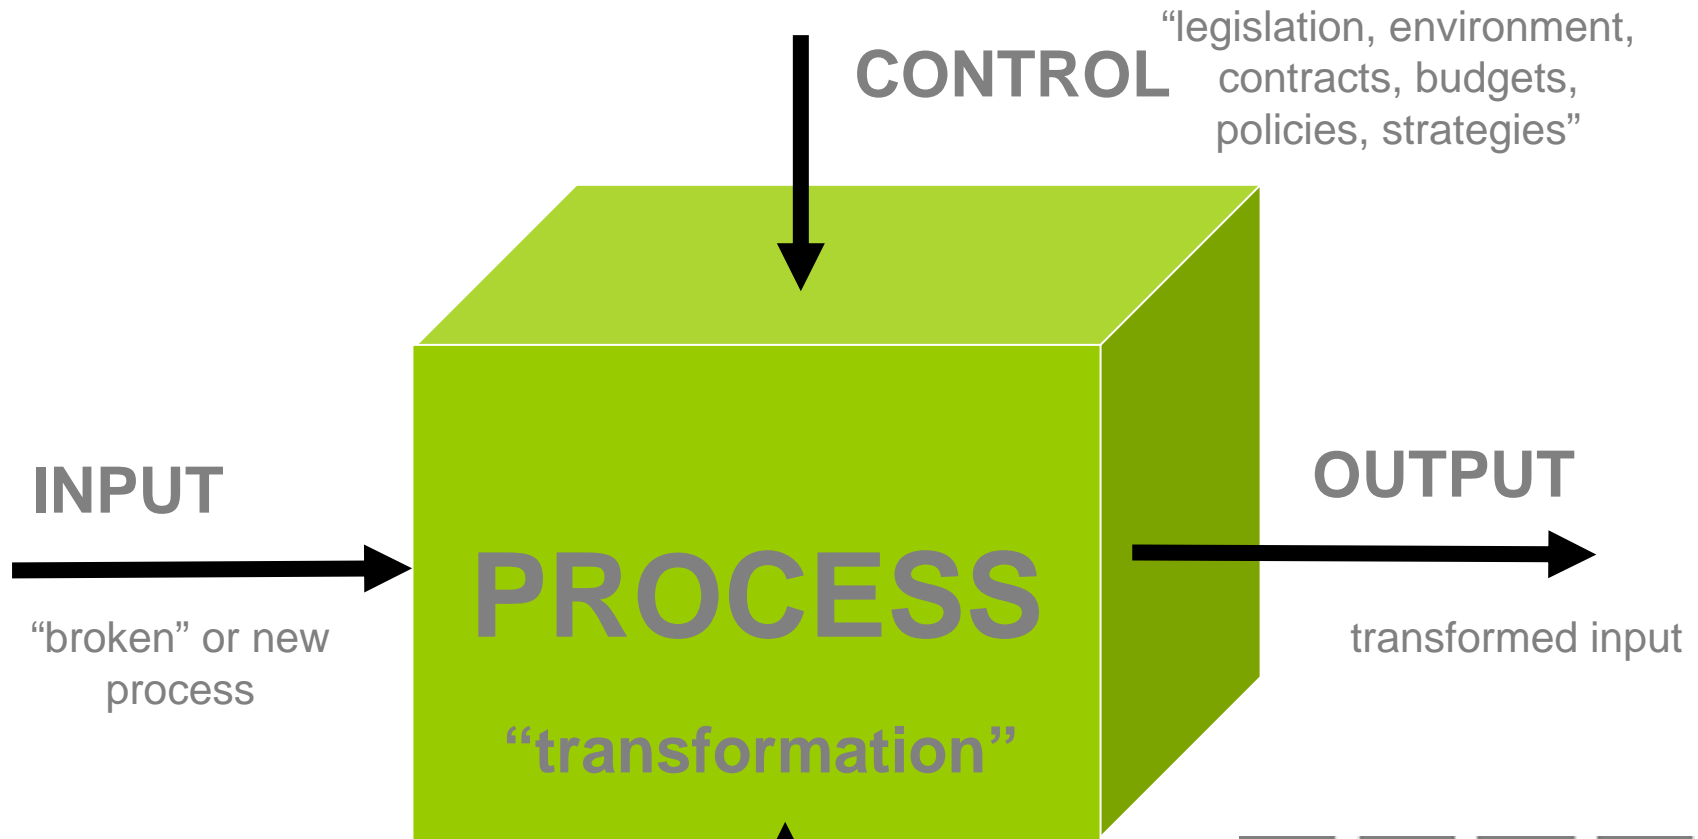 “legislation, environment,
CONTROL
contracts, budgets,
policies, strategies”
INPUT
OUTPUT
PROCESS
“broken” or new
process
transformed input
“transformation”